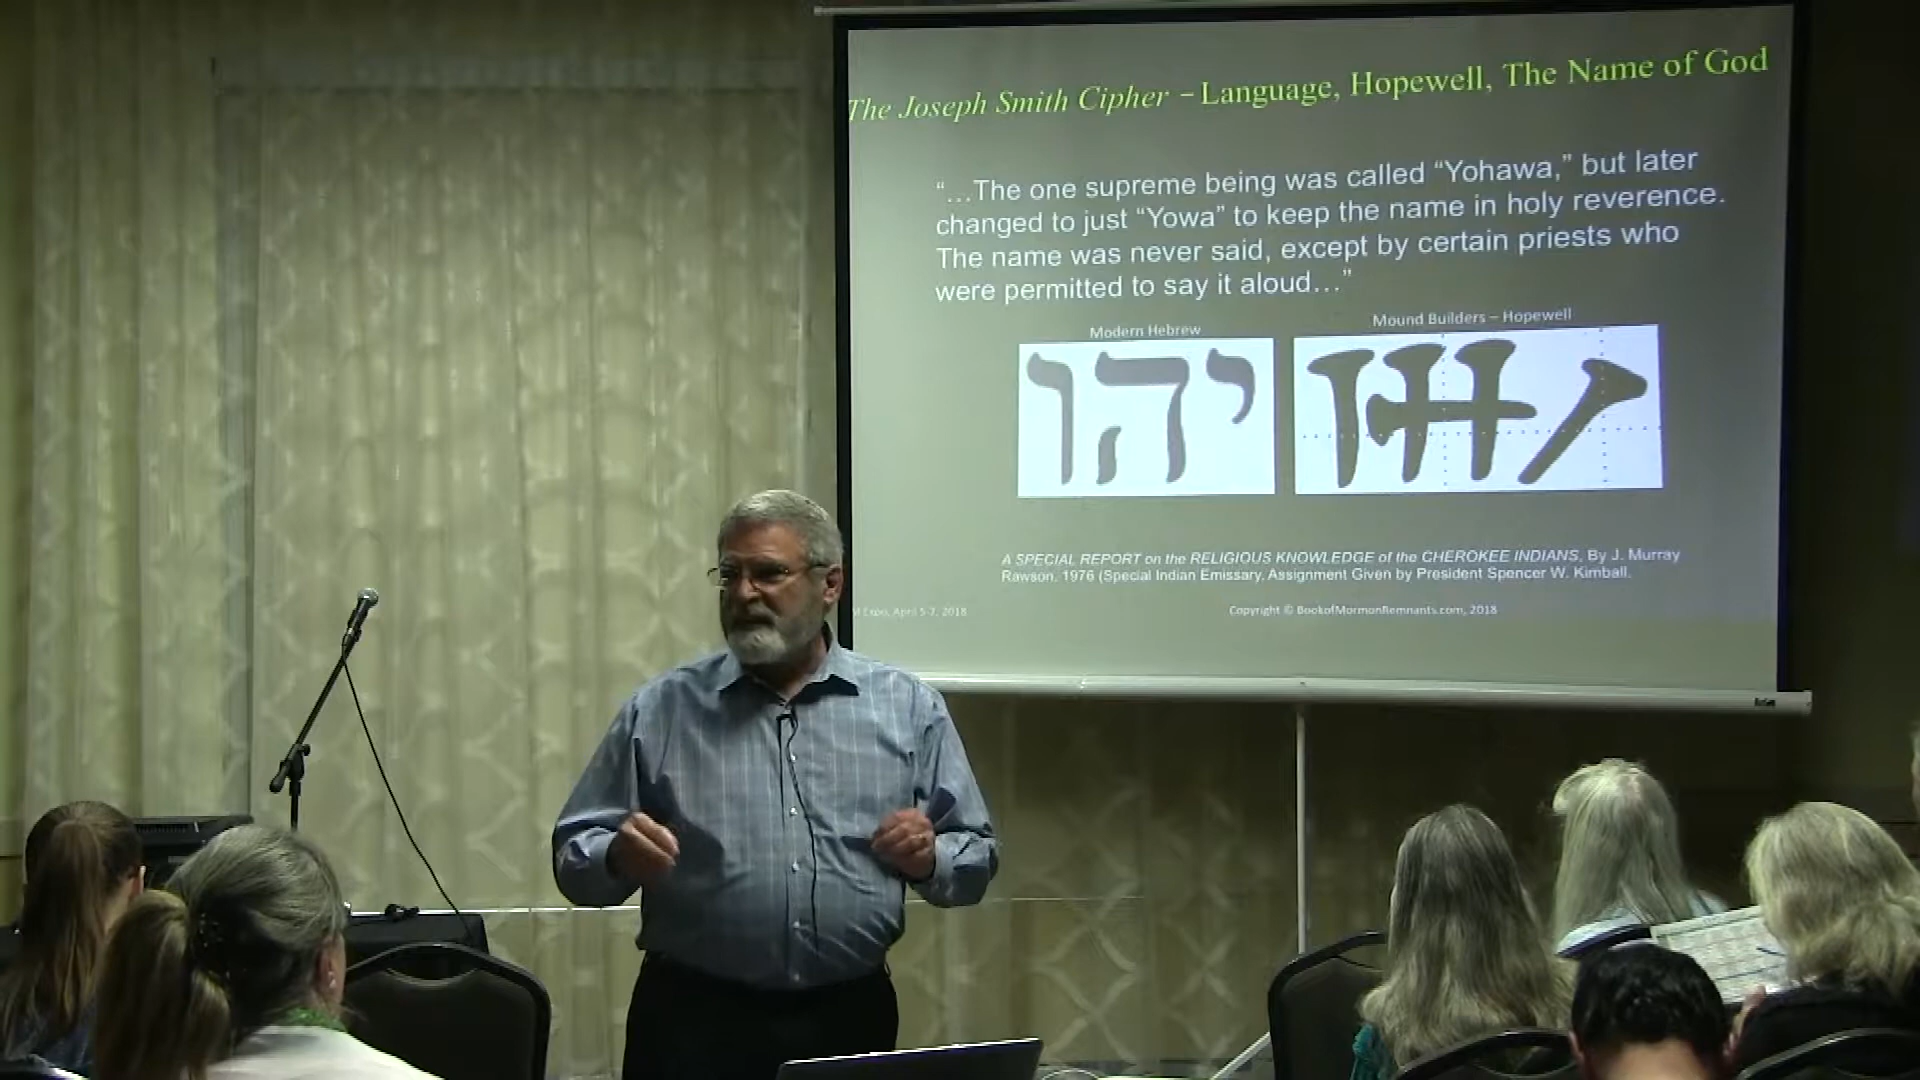 The Joseph Smith Cipher – Language, Hopewell, The Name of God
“…The one supreme being was called “Yohawa,” but later
changed to just “Yowa” to keep the name in holy reverence.
The name was never said, except by certain priests who
were permitted to say it aloud…”
Modern Hebrew
Mound Builders – Hopewell
יהו
A SPECIAL REPORT on the RELIGIOUS KNOWLEDGE of the CHEROKEE INDIANS, By J. Murray
Rawson, 1976 (Special Indian Emissary, Assignment Given by President Spencer W. Kimball.
Expo, April 5-7, 2018
Copyright © BookofMormonRemnants.com, 2018